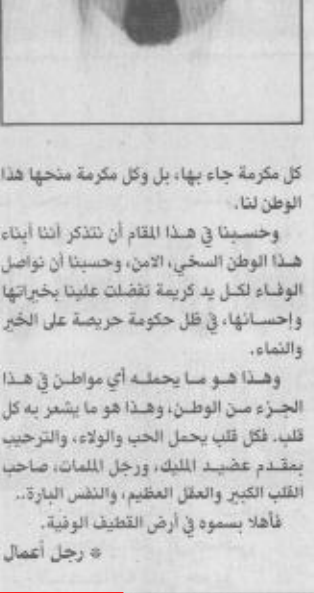 كل مكرمة جاء بها، بل وكل مكرمة منحها هذا
الوطن لنا.
وحسبنا في هذا المقام أن نتذكر أننا أبناء
هذا الوطن السخي، الامن، وحسبنا أن نواصل
الوفاء لكل يد كريمة تفضلت علينا بخيراتها
وإحسانها، في ظل حكومة حريصة على الخير
والنماء.
وهذا هو ما يحمله أي مواطن في هذا
الجزء من الوطن، وهذا هو ما يشعر به كل
قلب. فكل قلب يحمل الحب والولاء، والترحيب
بمقدم عضيد المليك، ورجل الملمات، صاحب
القلب الكبير والعقل العظيم، والنفس البارة..
فأهلا بسموه في أرض القطيف الوفية.
* رجل أعمال